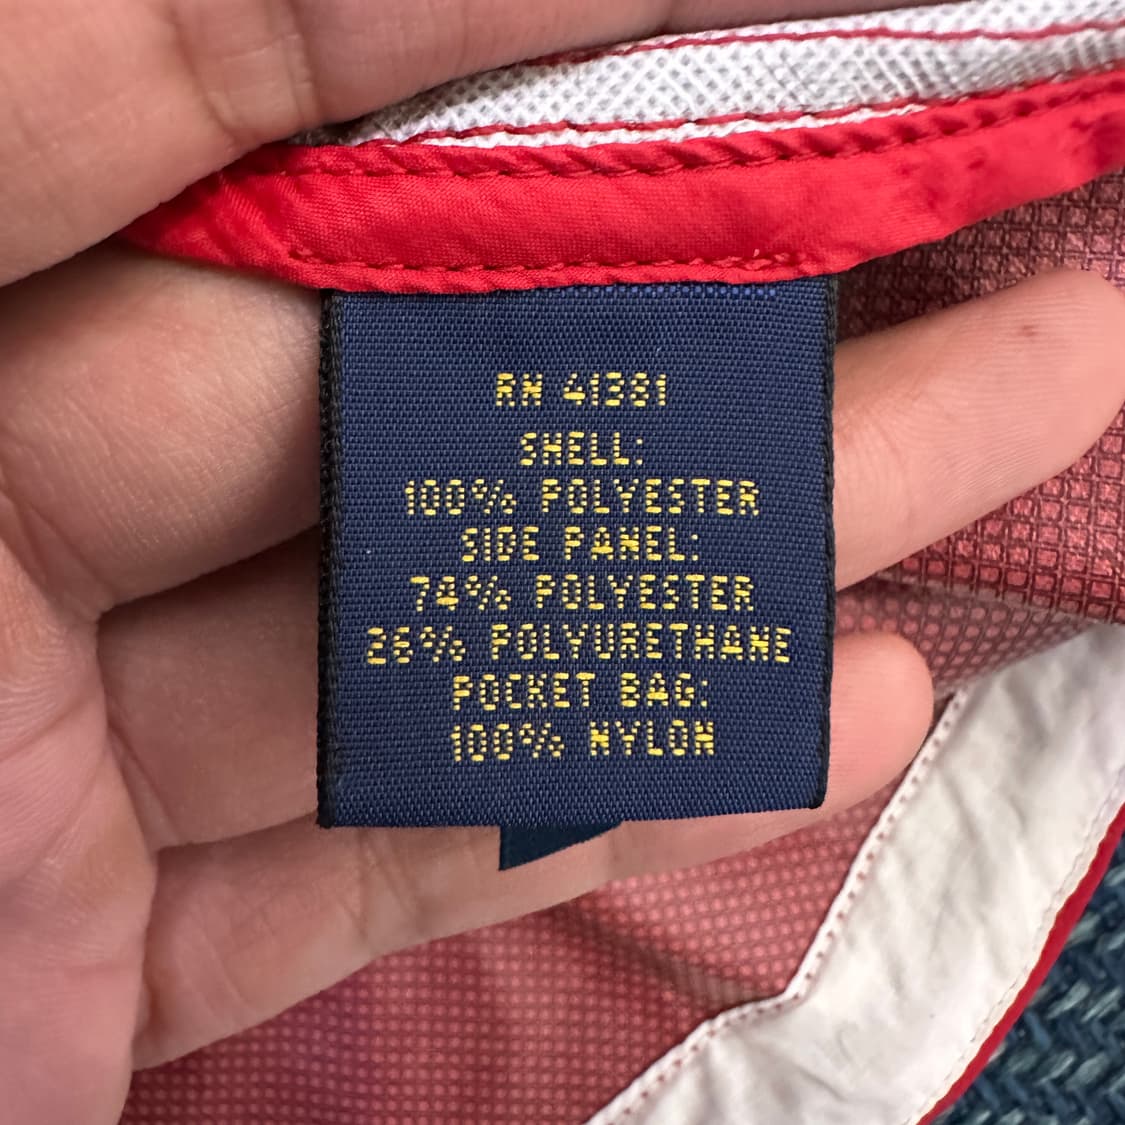 RN 41381
SHELL:
100% POLYESTER
SIDE PANEL:
74% POLYESTER
26% POLYURETHANE
POCKET BAG:
100% NYLON